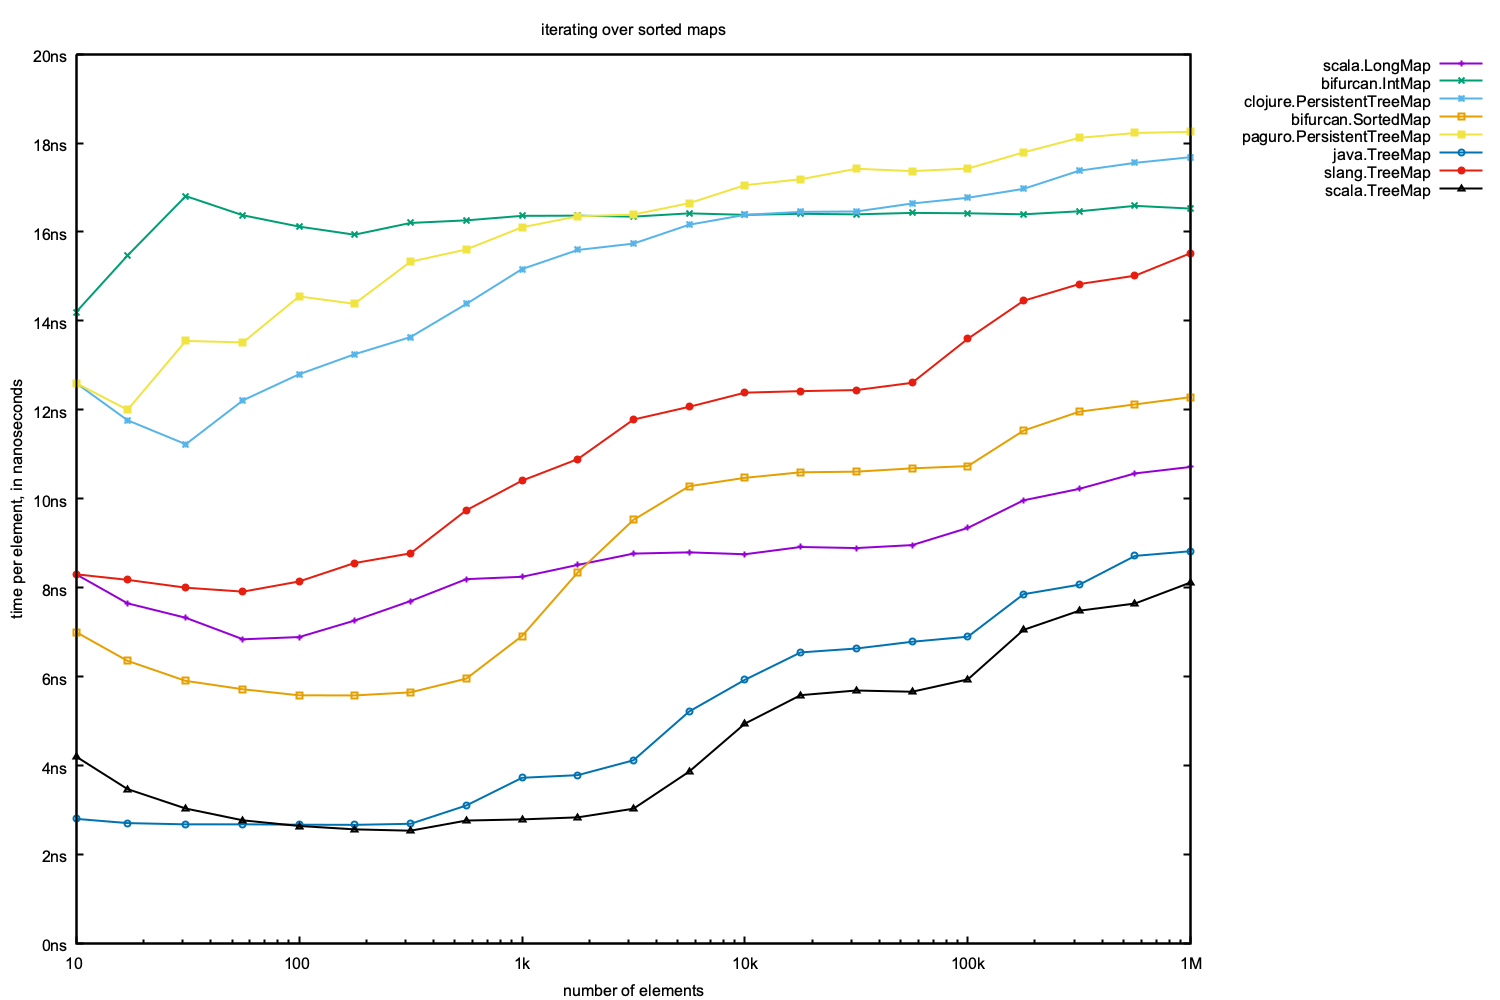 iterating over sorted maps
20ns
18ns
16ns
14ns
12ns
10ns
8ns
6ns
4ns
2ns
0ns
time per element, in nanoseconds
10
100
1k
10k
100k
1M
number of elements
scala.LongMap
bifurcan.IntMap
clojure.PersistentTreeMap
bifurcan.SortedMap
paguro.PersistentTreeMap
java.TreeMap
slang.TreeMap
scala.TreeMap